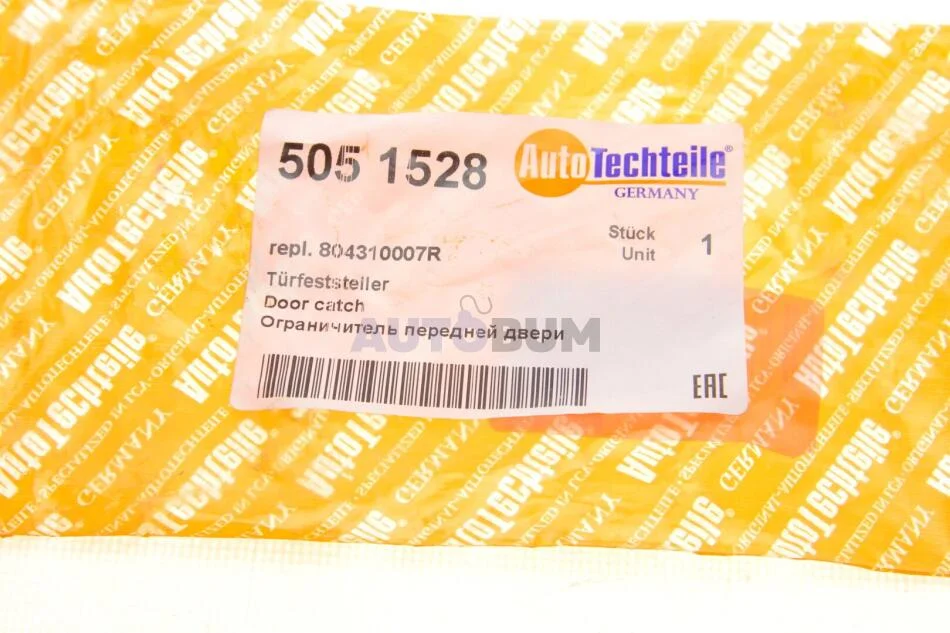 505 1528
AutoTechteile®
GERMANY
Stück
Unit
1
repl. 804310007R
Türfeststeller
Door catch
Ограничитель передней двери
AUTOBUM
EAC